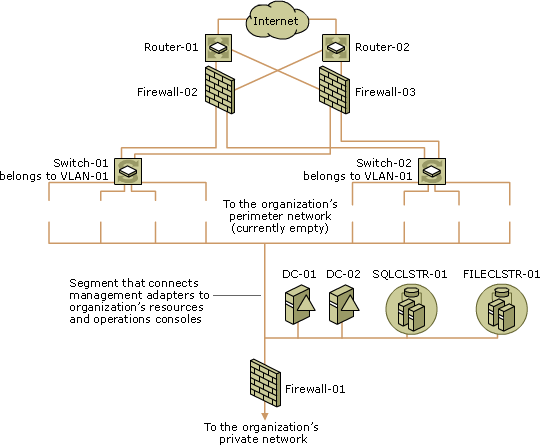 Internet
Router-01
Router-02
Firewall-02
Firewall-03
Switch-01
belongs to VLAN-01
Switch-02
belongs to VLAN-01
To the organization's
perimeter network
(currently empty)
Segment that connects
management adapters to
organization's resources
and operations consoles
DC-01
DC-02
SQLCLSTR-01
FILECLSTR-01
Firewall-01
To the organization's
private network